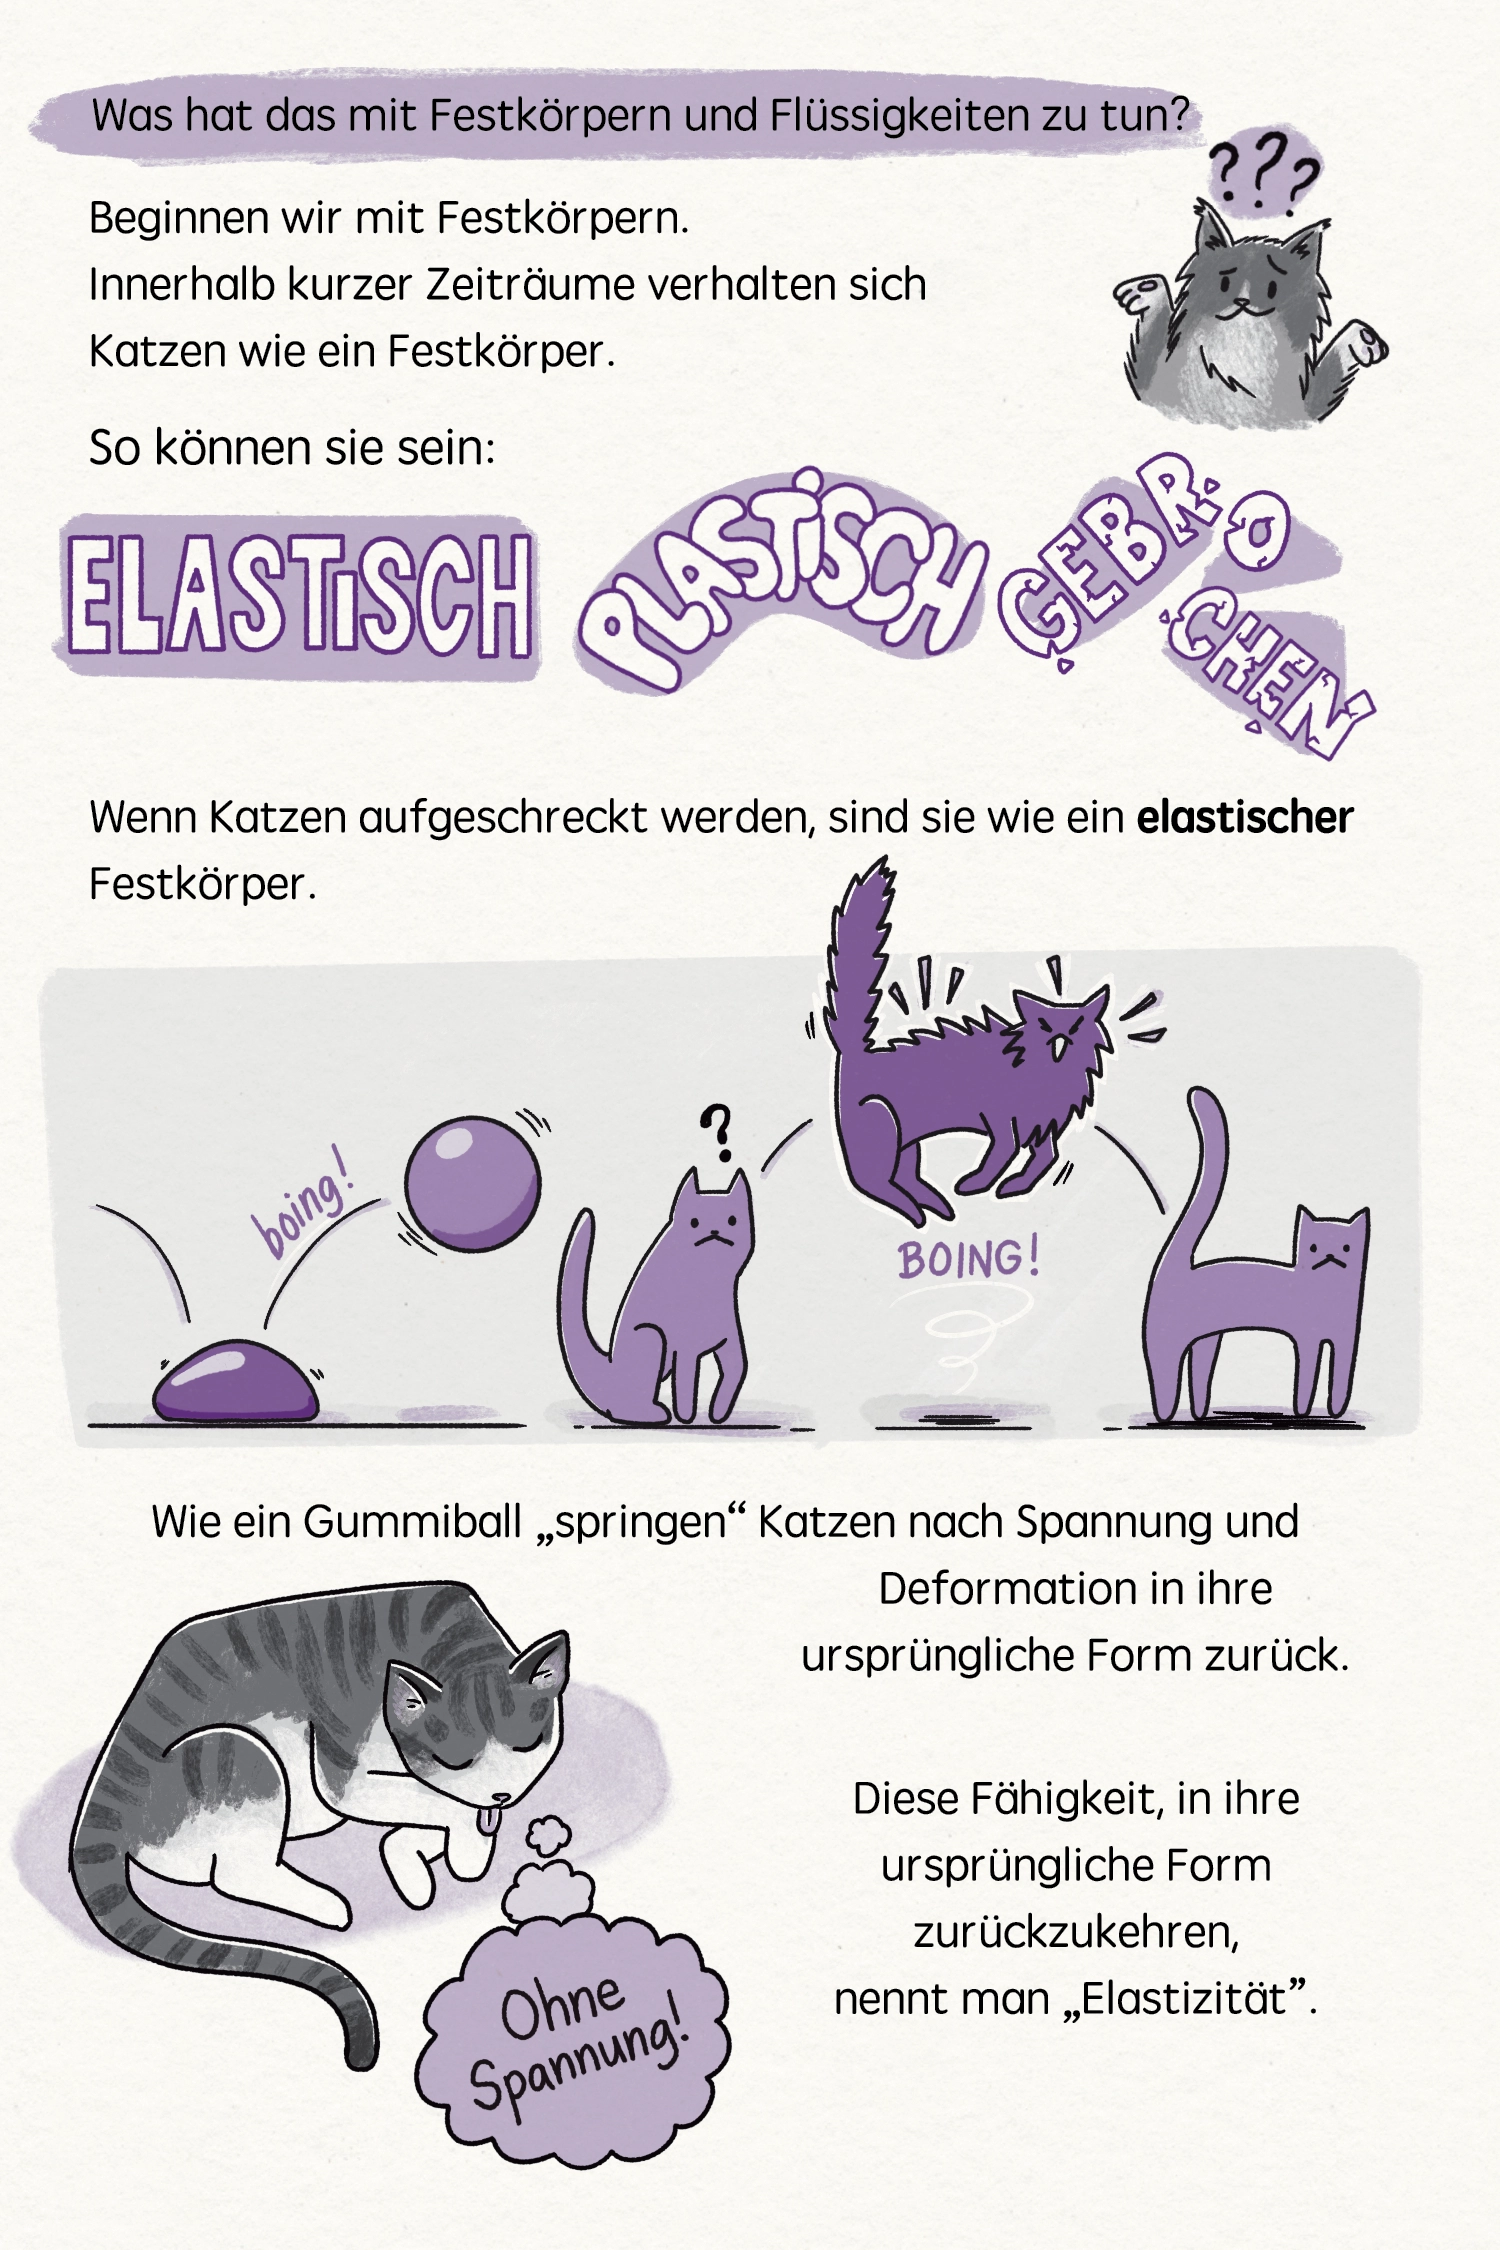 Was hat das mit Festkörpern und Flüssigkeiten zu tun?
???
Beginnen wir mit Festkörpern.
Innerhalb kurzer Zeiträume verhalten sich
Katzen wie ein Festkörper.
So können sie sein:
ELASTiSCH
PLASTiSCH
GEBRO
CHEN
Wenn Katzen aufgeschreckt werden, sind sie wie ein elastischer
Festkörper.
boing!
?
BOING!
Wie ein Gummiball „springen“ Katzen nach Spannung und
Deformation in ihre
ursprüngliche Form zurück.
Diese Fähigkeit, in ihre
ursprüngliche Form
zurückzukehren,
nennt man „Elastizität”.
Ohne
Spannung!